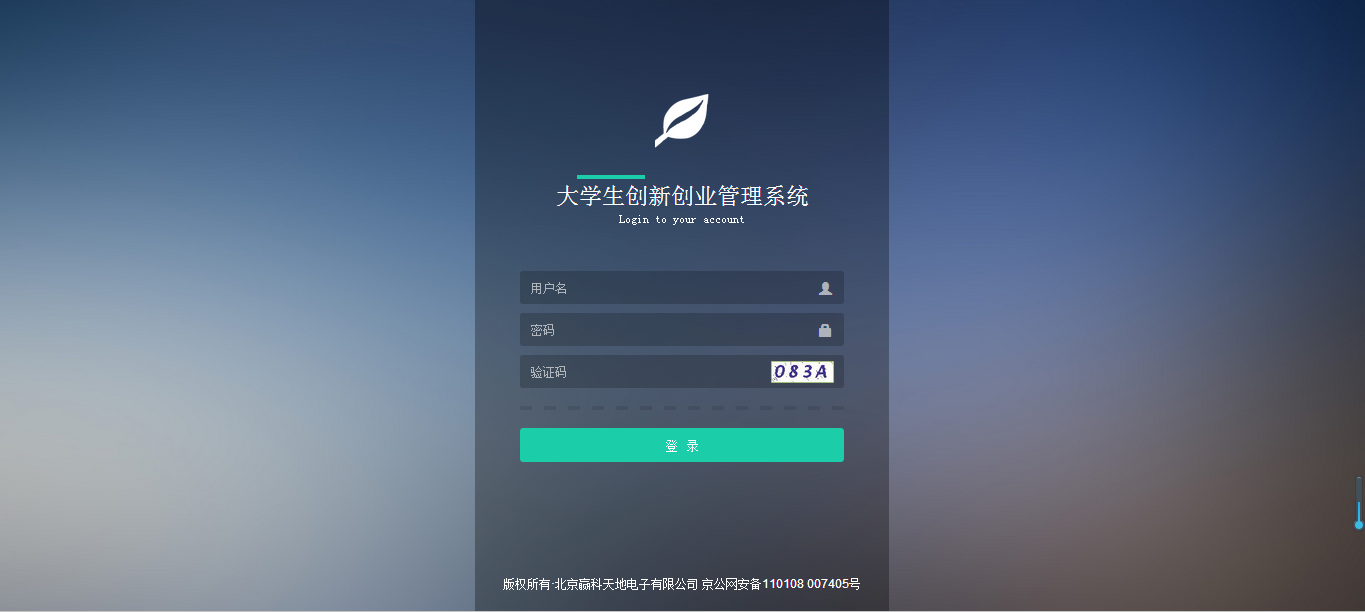 大学生创新创业管理系统
Login to your account
用户名
密码
验证码 083A
登 录
版权所有·北京赢科天地电子有限公司 京公网安备110108 007405号